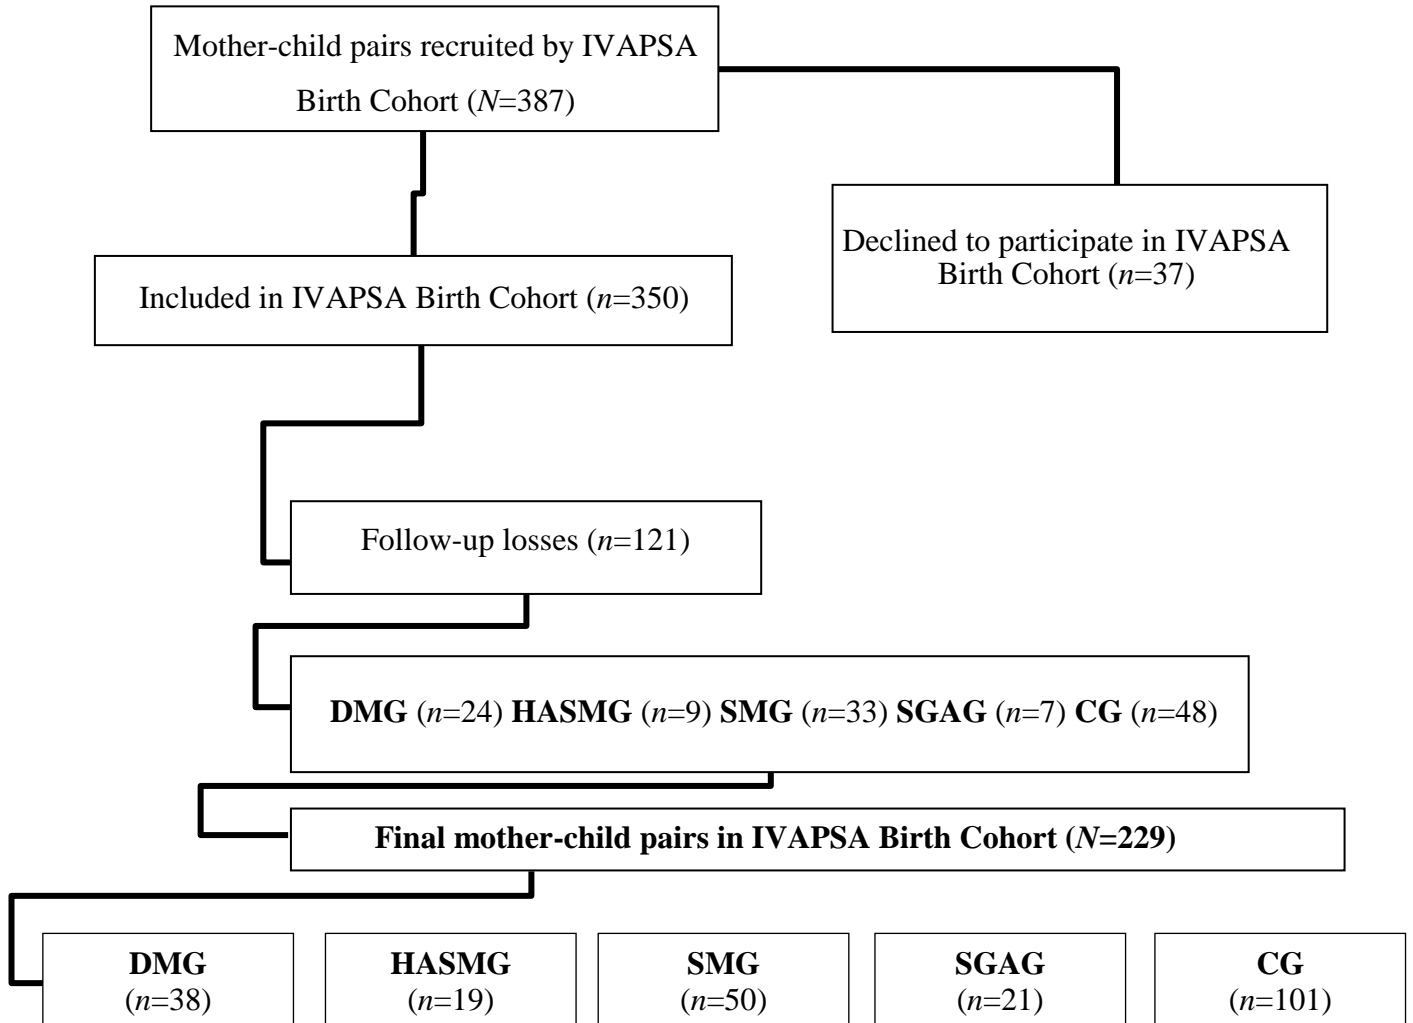 Mother-child pairs recruited by IVAPSA
Birth Cohort (N=387)
Declined to participate in IVAPSA
Birth Cohort (n=37)
Included in IVAPSA Birth Cohort (n=350)
Follow-up losses (n=121)
DMG (n=24) HASMG (n=9) SMG (n=33) SGAG (n=7) CG (n=48)
Final mother-child pairs in IVAPSA Birth Cohort (N=229)
DMG
(n=38)
HASMG
(n=19)
SMG
(n=50)
SGAG
(n=21)
CG
(n=101)